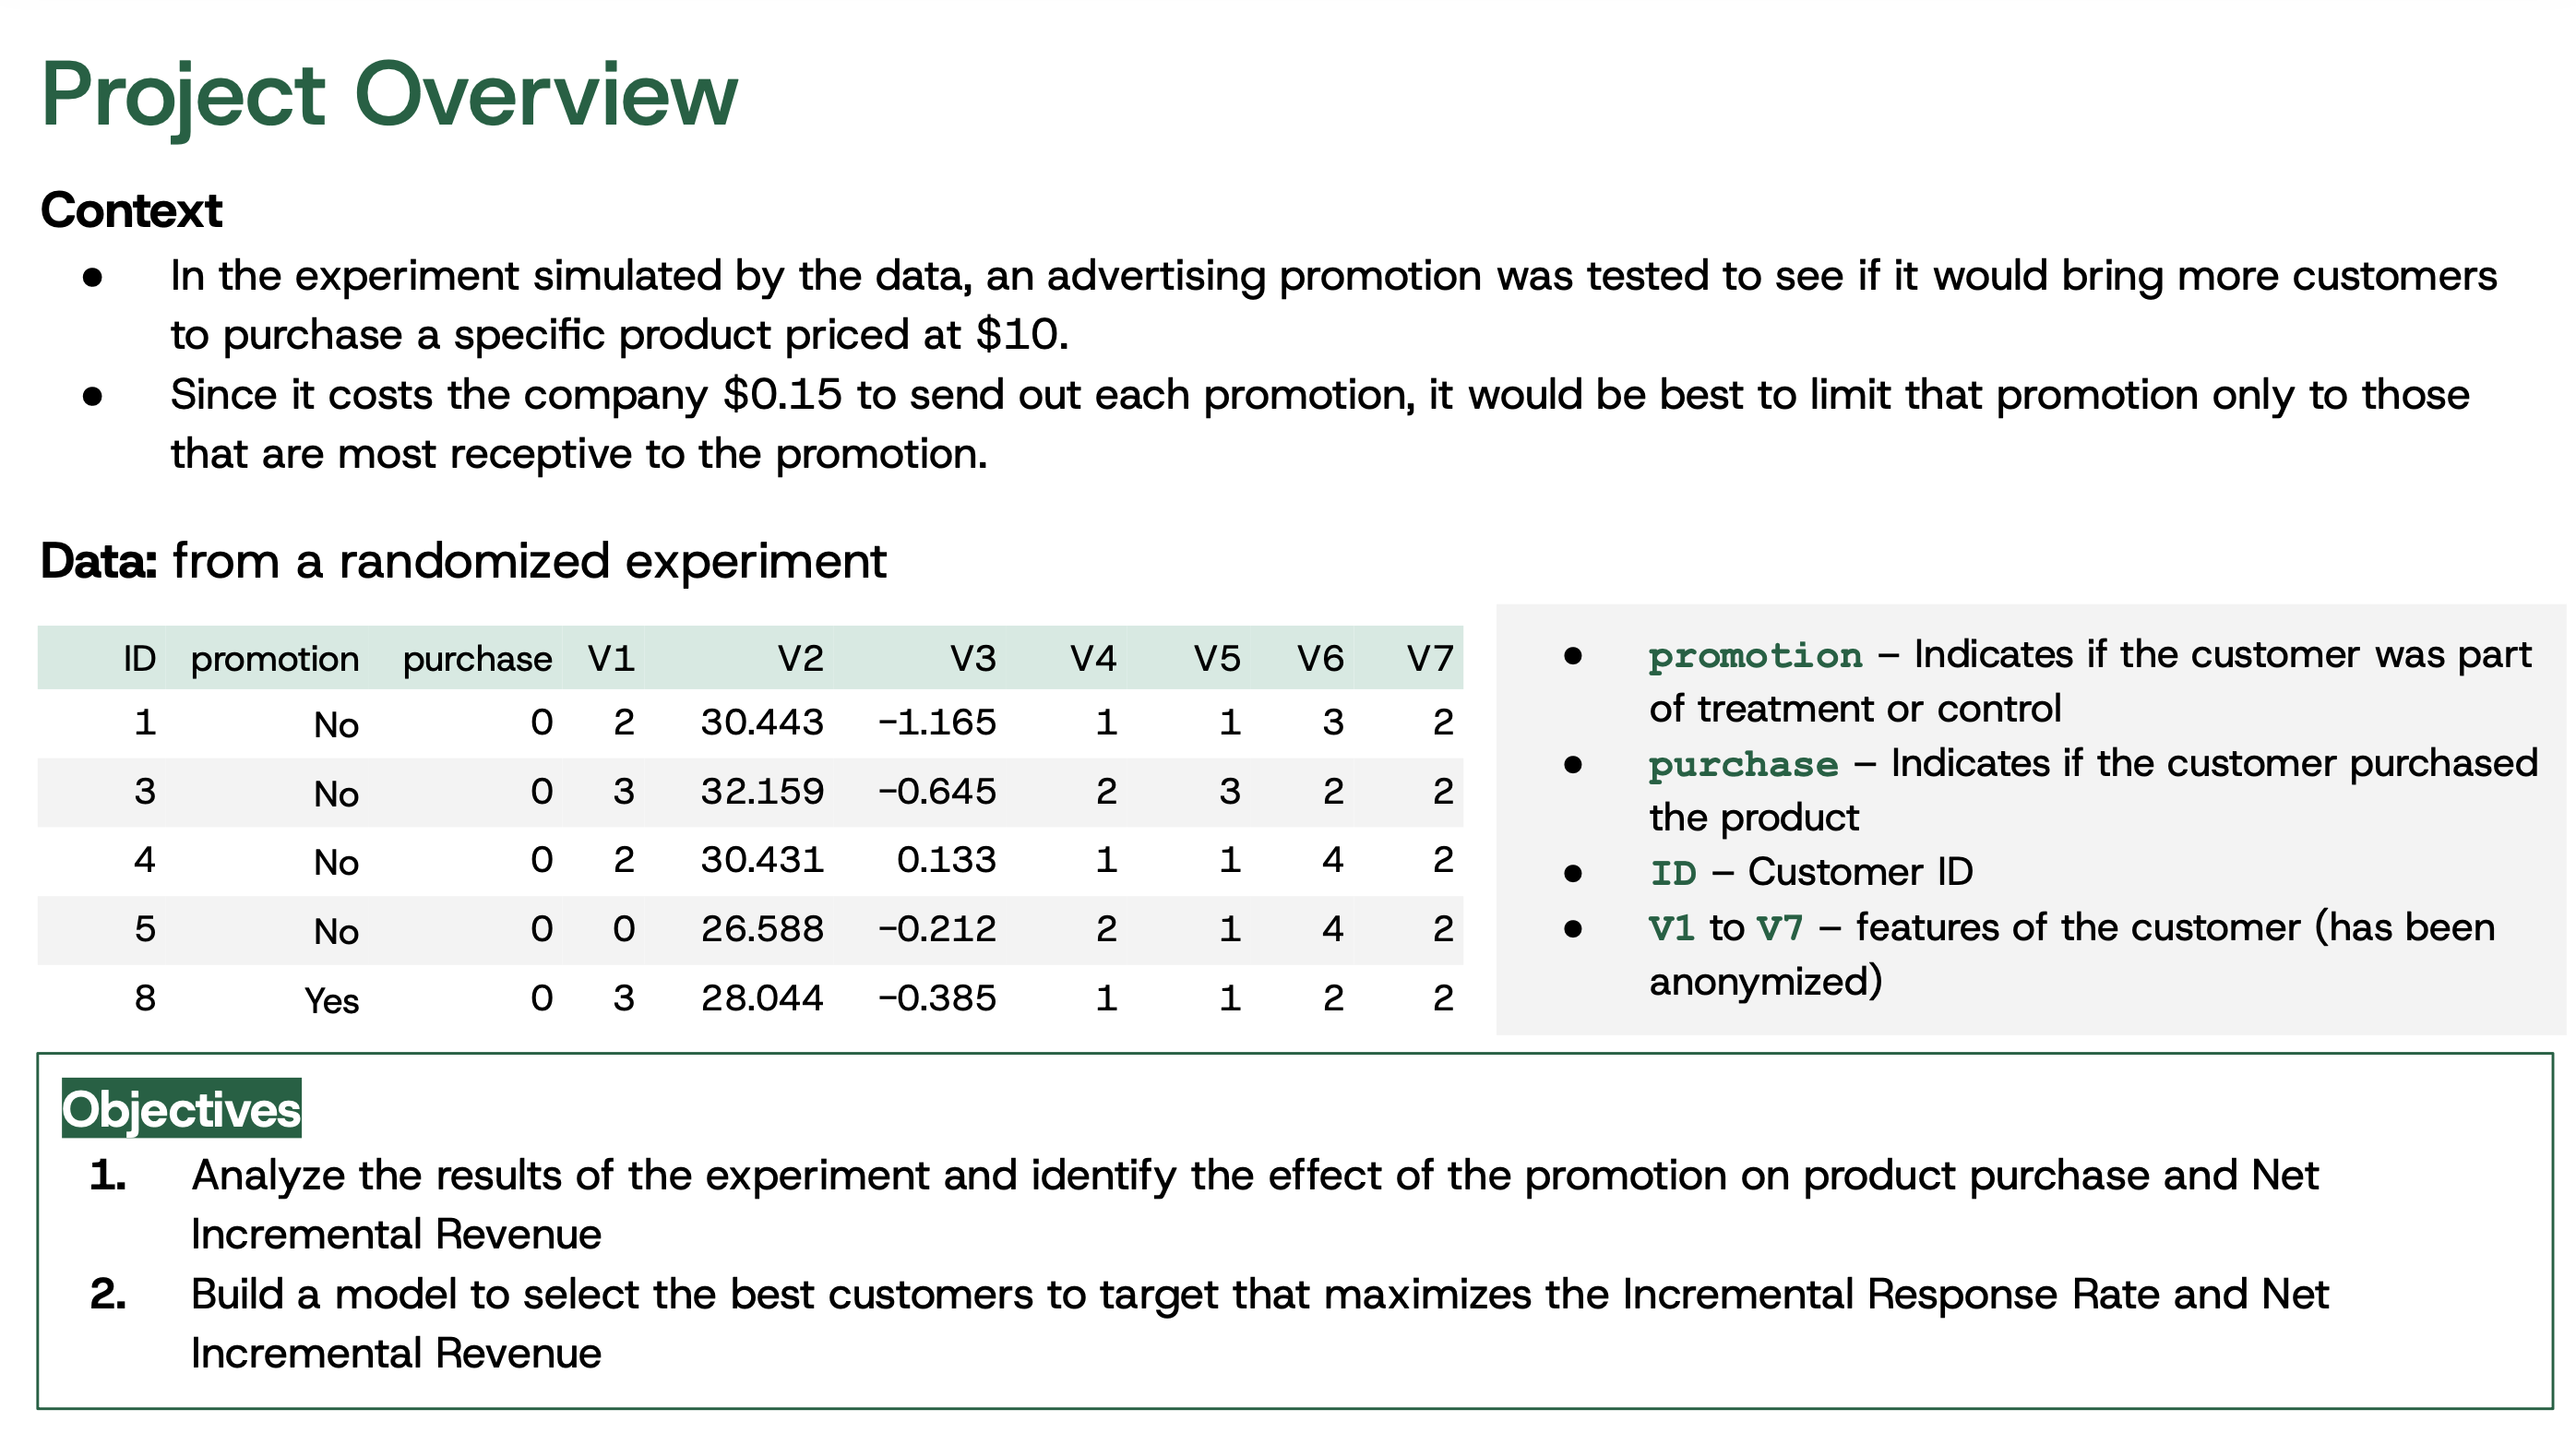 Project Overview
Context
● In the experiment simulated by the data, an advertising promotion was tested to see if it would bring more customers
to purchase a specific product priced at $10.
● Since it costs the company $0.15 to send out each promotion, it would be best to limit that promotion only to those
that are most receptive to the promotion.
Data: from a randomized experiment
ID promotion purchase V1 V2 V3 V4 V5 V6 V7
1 No 0 2 30.443 −1.165 1 1 3 2
3 No 0 3 32.159 −0.645 2 3 2 2
4 No 0 2 30.431 0.133 1 1 4 2
5 No 0 0 26.588 −0.212 2 1 4 2
8 Yes 0 3 28.044 −0.385 1 1 2 2
● promotion – Indicates if the customer was part
of treatment or control
● purchase – Indicates if the customer purchased
the product
● ID – Customer ID
● V1 to V7 – features of the customer (has been
anonymized)
Objectives
1. Analyze the results of the experiment and identify the effect of the promotion on product purchase and Net
Incremental Revenue
2. Build a model to select the best customers to target that maximizes the Incremental Response Rate and Net
Incremental Revenue